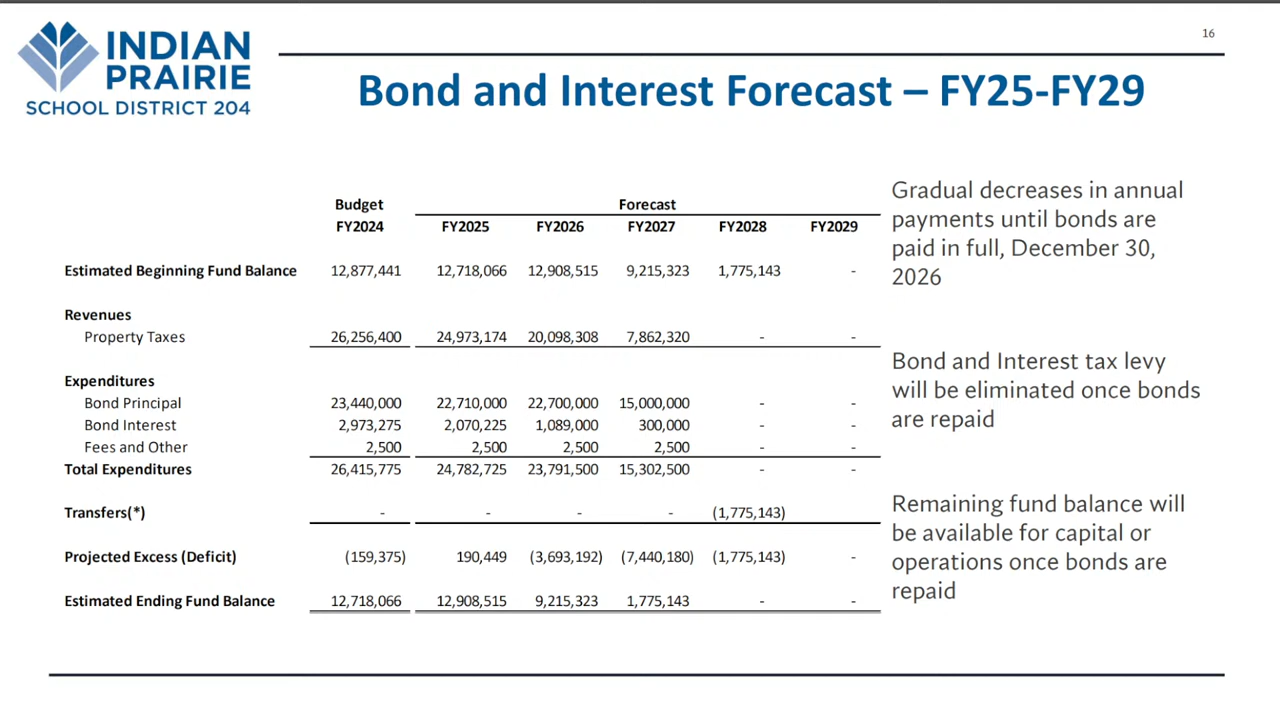 16
INDIAN
PRAIRIE
SCHOOL DISTRICT 204
Bond and Interest Forecast – FY25-FY29
Budget Forecast
FY2024 FY2025 FY2026 FY2027 FY2028 FY2029
Estimated Beginning Fund Balance 12,877,441 12,718,066 12,908,515 9,215,323 1,775,143 -
Revenues
Property Taxes 26,256,400 24,973,174 20,098,308 7,862,320 - -
Expenditures
Bond Principal 23,440,000 22,710,000 22,700,000 15,000,000 - -
Bond Interest 2,973,275 2,070,225 1,089,000 300,000 - -
Fees and Other 2,500 2,500 2,500 2,500 - -
Total Expenditures 26,415,775 24,782,725 23,791,500 15,302,500 - -
Transfers(*) - - - - (1,775,143)
Projected Excess (Deficit) (159,375) 190,449 (3,693,192) (7,440,180) (1,775,143) -
Estimated Ending Fund Balance 12,718,066 12,908,515 9,215,323 1,775,143 - -
Gradual decreases in annual
payments until bonds are
paid in full, December 30,
2026
Bond and Interest tax levy
will be eliminated once bonds
are repaid
Remaining fund balance will
be available for capital or
operations once bonds are
repaid